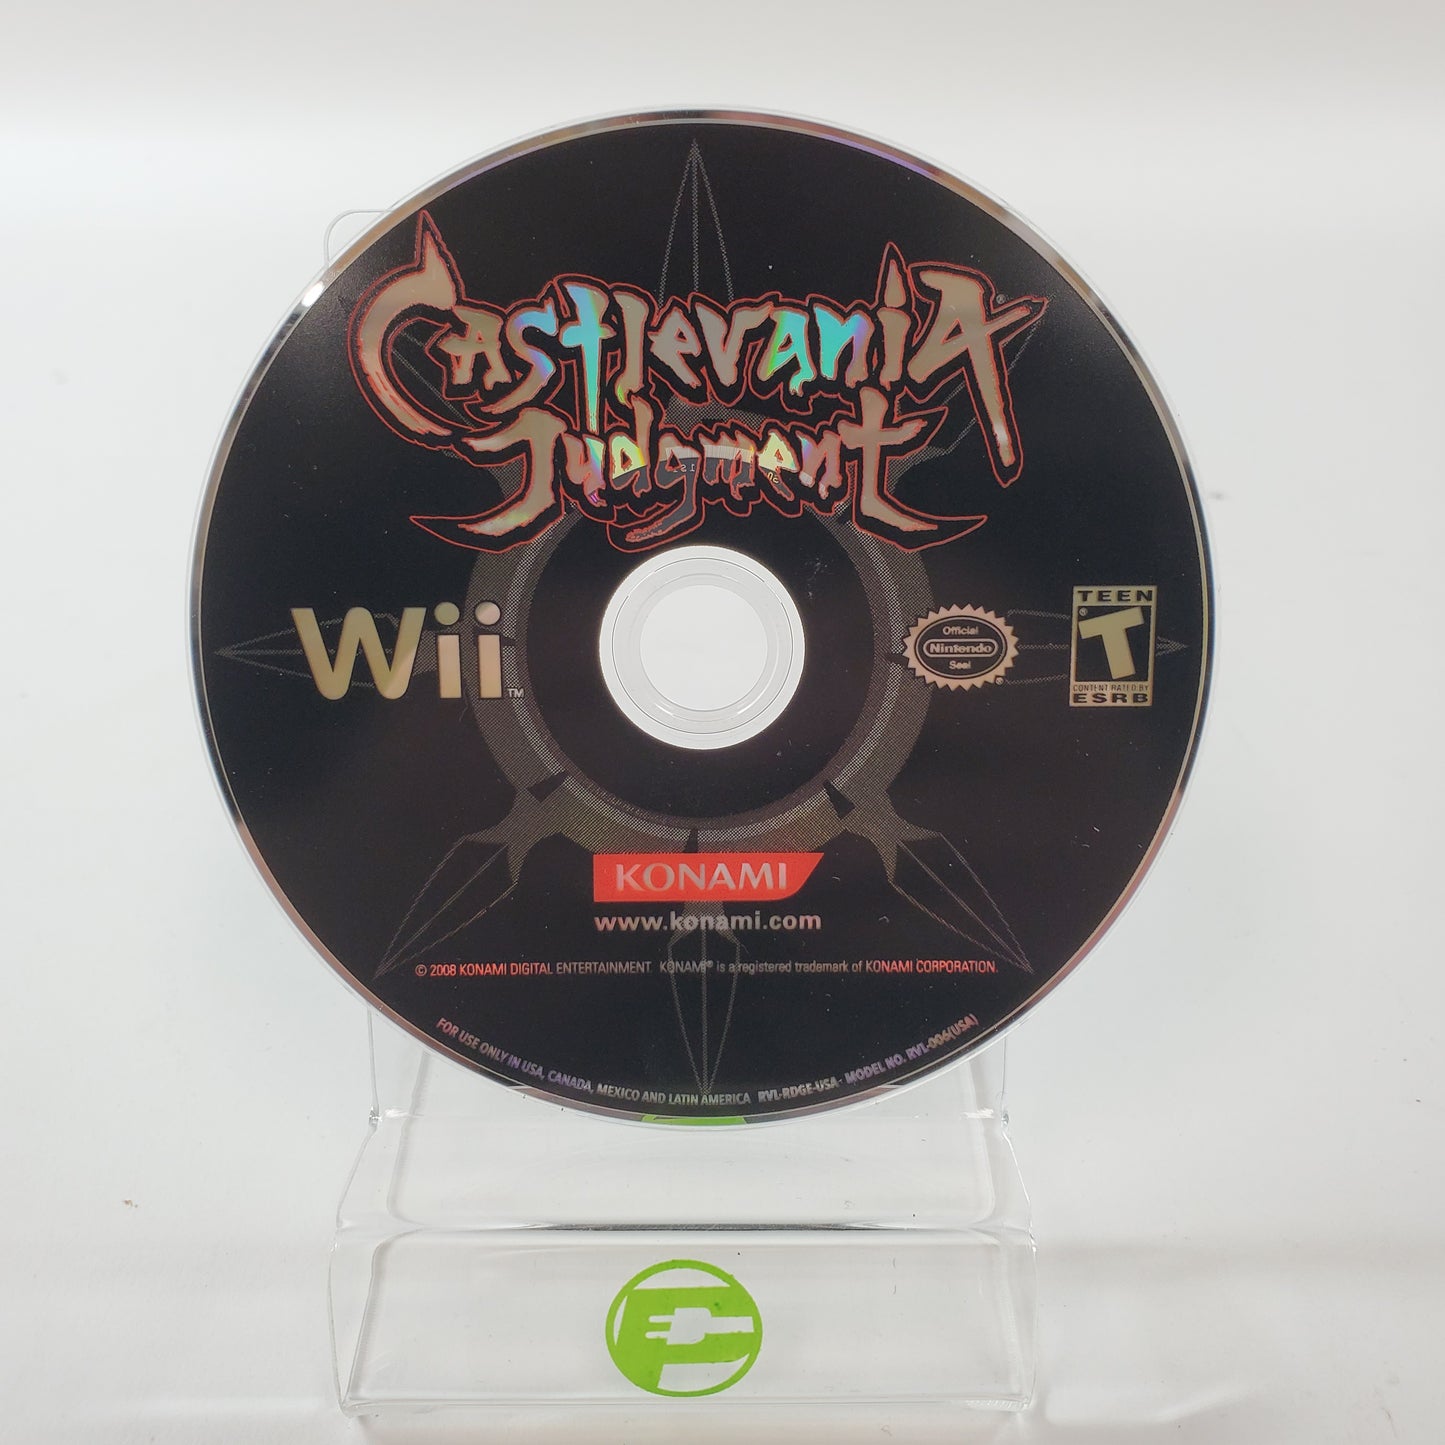 Castlevania®
Judgment
Wii™
Official
Nintendo
Seal
®
TEEN
T
CONTENT RATED BY
ESRB
KONAMI
www.konami.com
© 2008 KONAMI DIGITAL ENTERTAINMENT. KONAMI® is a registered trademark of KONAMI CORPORATION.
FOR USE ONLY IN USA, CANADA, MEXICO AND LATIN AMERICA RVL-RDGE-USA · MODEL NO. RVL-006(USA)